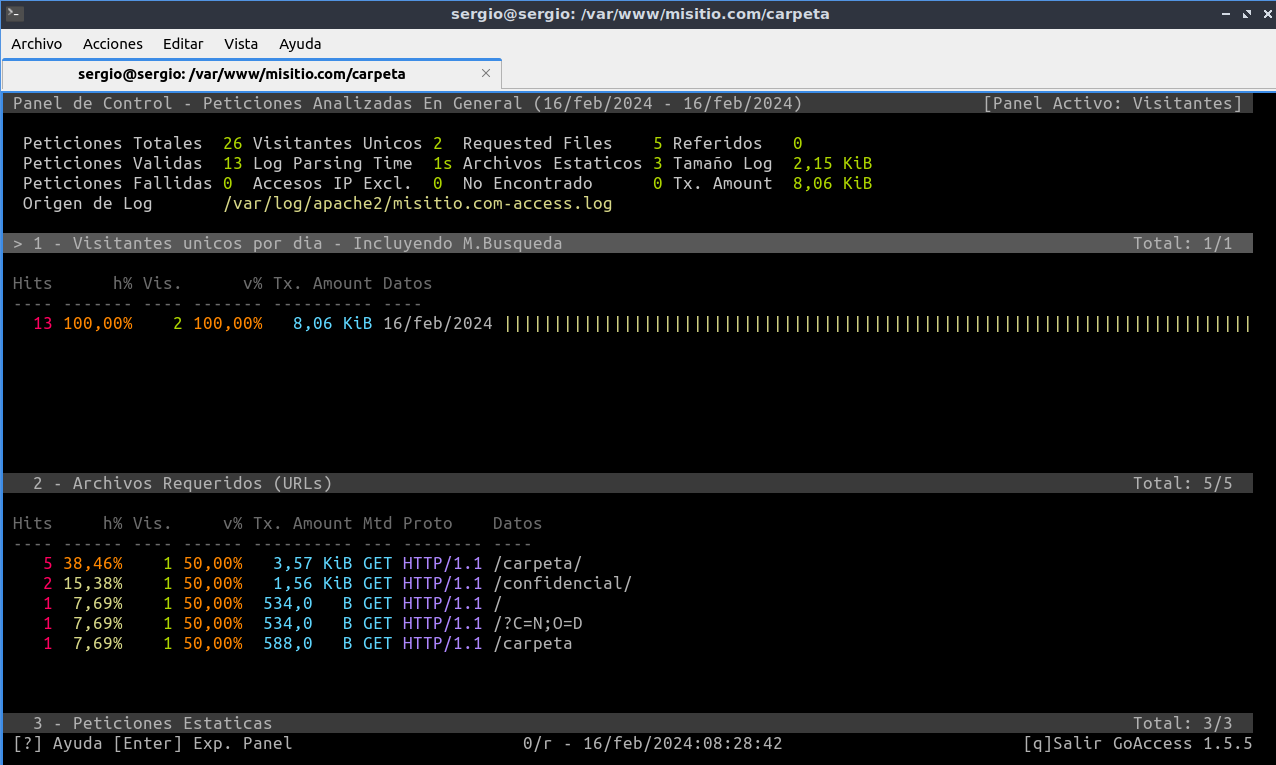 sergio@sergio: /var/www/misitio.com/carpeta
Archivo Acciones Editar Vista Ayuda
sergio@sergio: /var/www/misitio.com/carpeta
Panel de Control - Peticiones Analizadas En General (16/feb/2024 - 16/feb/2024) [Panel Activo: Visitantes]
Peticiones Totales 26 Visitantes Unicos 2 Requested Files 5 Referidos 0
Peticiones Validas 13 Log Parsing Time 1s Archivos Estaticos 3 Tamaño Log 2,15 KiB
Peticiones Fallidas 0 Accesos IP Excl. 0 No Encontrado 0 Tx. Amount 8,06 KiB
Origen de Log /var/log/apache2/misitio.com-access.log
> 1 - Visitantes unicos por dia - Incluyendo M.Busqueda Total: 1/1
Hits h% Vis. v% Tx. Amount Datos
---- ------- ---- ------- ---------- ----
13 100,00% 2 100,00% 8,06 KiB 16/feb/2024 |||||||||||||||||||||||||||||||||||||||||||||||||||||||||||||||||||||||||||
2 - Archivos Requeridos (URLs) Total: 5/5
Hits h% Vis. v% Tx. Amount Mtd Proto Datos
---- ------ ---- ------ ---------- --- -------- ----
5 38,46% 1 50,00% 3,57 KiB GET HTTP/1.1 /carpeta/
2 15,38% 1 50,00% 1,56 KiB GET HTTP/1.1 /confidencial/
1 7,69% 1 50,00% 534,0 B GET HTTP/1.1 /
1 7,69% 1 50,00% 534,0 B GET HTTP/1.1 /?C=N;O=D
1 7,69% 1 50,00% 588,0 B GET HTTP/1.1 /carpeta
3 - Peticiones Estaticas Total: 3/3
[?] Ayuda [Enter] Exp. Panel 0/r - 16/feb/2024:08:28:42 [q]Salir GoAccess 1.5.5